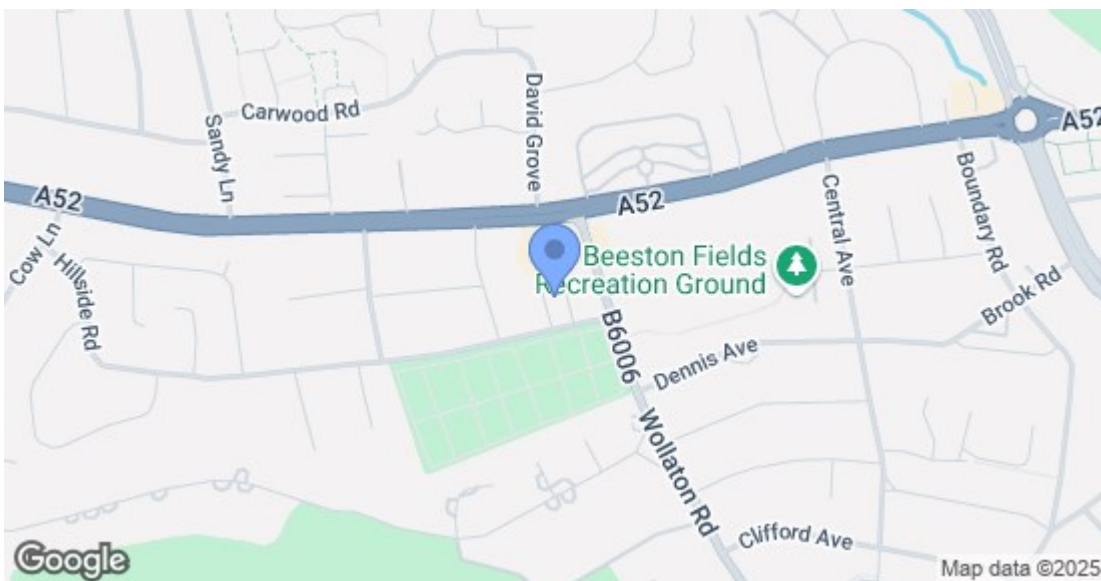 Carwood Rd
David Grove
Sandy Ln
A52
A52
Boundary Rd
A52
Cow Ln
Hillside Rd
Beeston Fields
Recreation Ground
Central Ave
Brook Rd
B6006
Dennis Ave
Wollaton Rd
Clifford Ave
Google
Map data ©2025